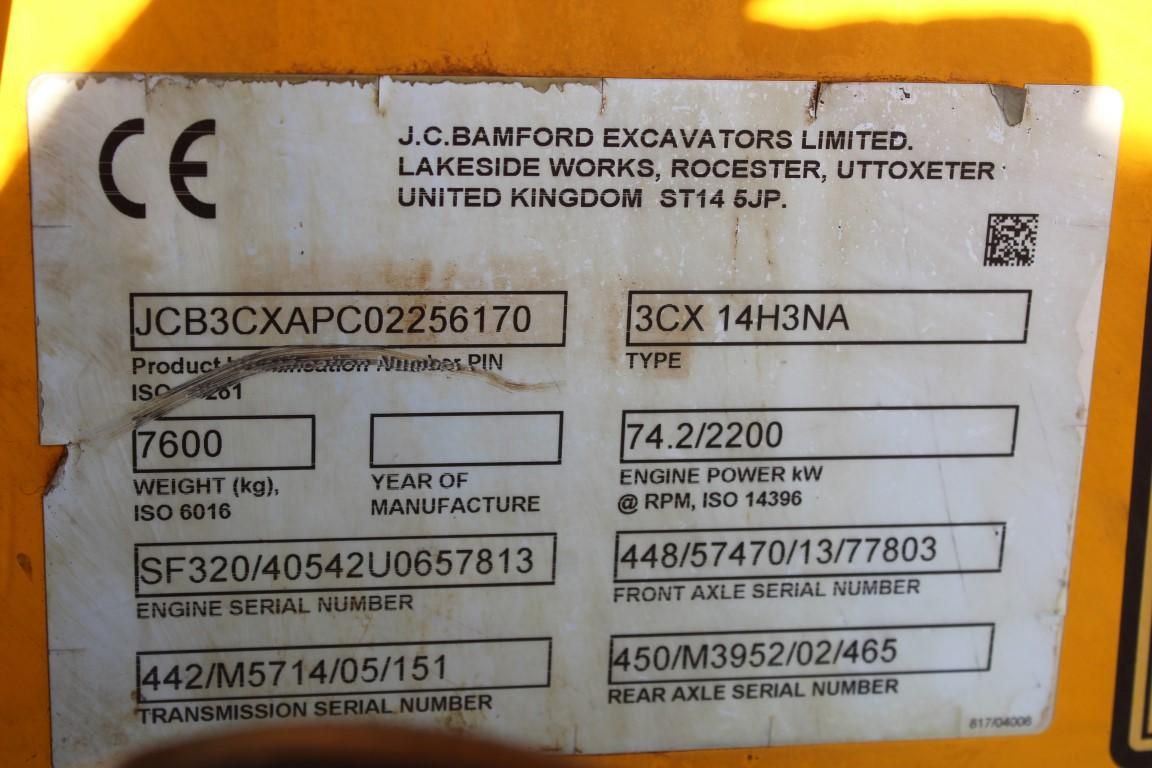 CE
J.C.BAMFORD EXCAVATORS LIMITED.
LAKESIDE WORKS, ROCESTER, UTTOXETER
UNITED KINGDOM ST14 5JP.
JCB3CXAPC02256170
Product Number PIN
ISO
3CX 14H3NA
TYPE
7600
WEIGHT (kg),
ISO 6016
YEAR OF
MANUFACTURE
74.2/2200
ENGINE POWER kW
@ RPM, ISO 14396
SF320/40542U0657813
ENGINE SERIAL NUMBER
448/57470/13/77803
FRONT AXLE SERIAL NUMBER
442/M5714/05/151
TRANSMISSION SERIAL NUMBER
450/M3952/02/465
REAR AXLE SERIAL NUMBER
817/04006